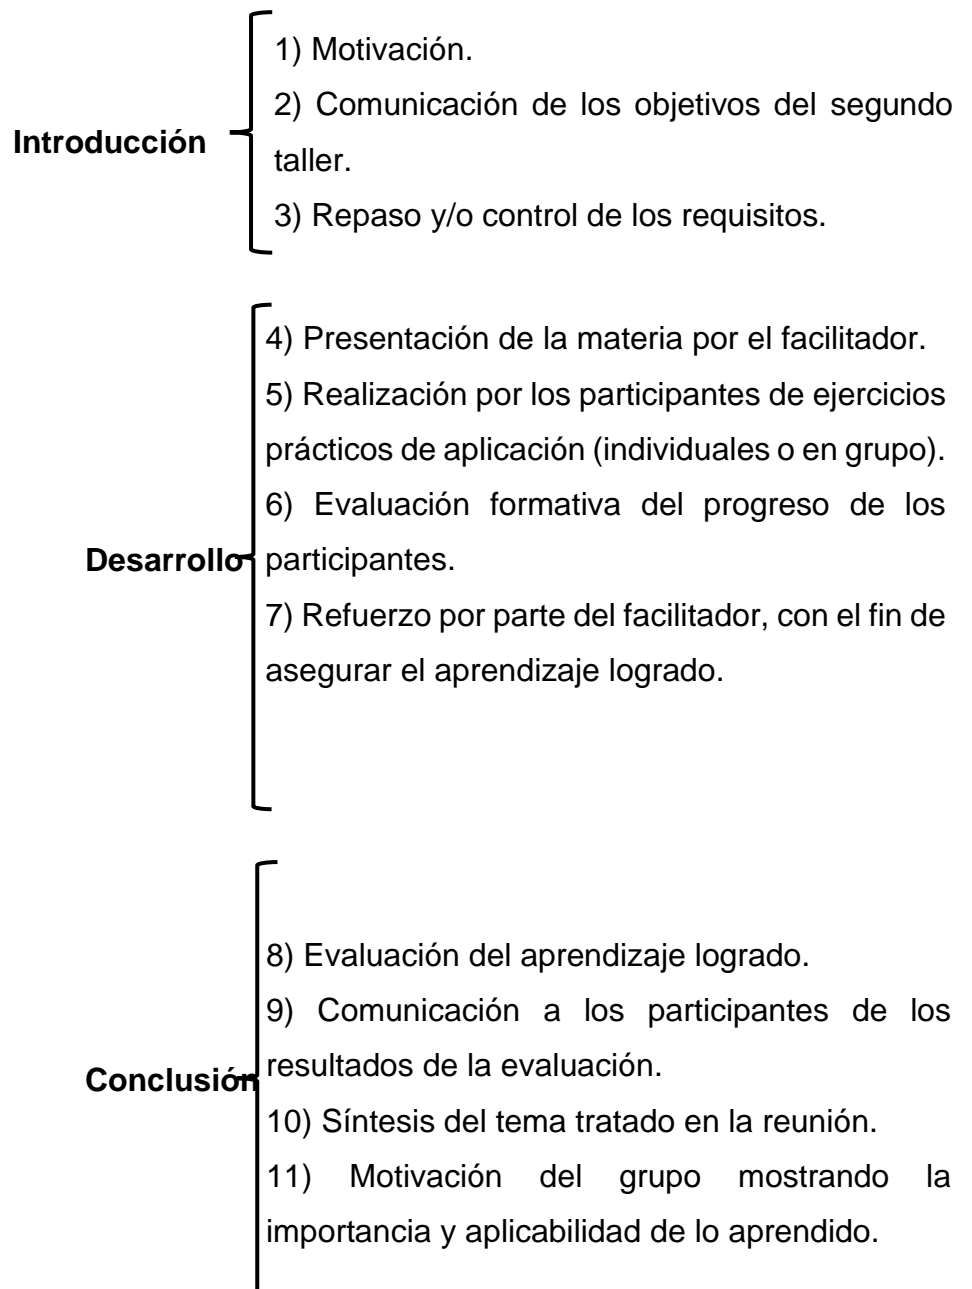 1) Motivación.
2) Comunicación de los objetivos del segundo
taller.
Introducción
3) Repaso y/o control de los requisitos.
4) Presentación de la materia por el facilitador.
5) Realización por los participantes de ejercicios
prácticos de aplicación (individuales o en grupo).
6) Evaluación formativa del progreso de los
Desarrollo
participantes.
7) Refuerzo por parte del facilitador, con el fin de
asegurar el aprendizaje logrado.
8) Evaluación del aprendizaje logrado.
9) Comunicación a los participantes de los
resultados de la evaluación.
Conclusión
10) Síntesis del tema tratado en la reunión.
11) Motivación del grupo mostrando la
importancia y aplicabilidad de lo aprendido.